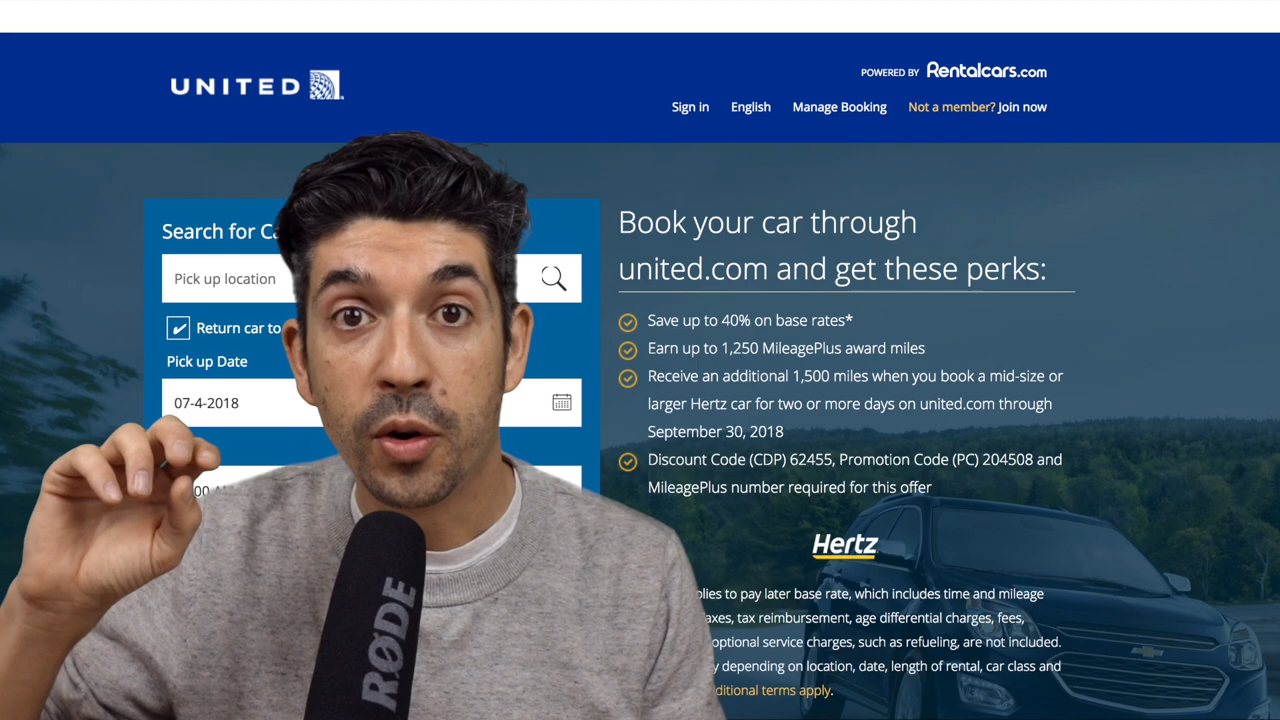 UNITED
POWERED BY Rentalcars.com
Sign in English Manage Booking Not a member? Join now
Search for
Pick up location
Return car to
Pick up Date
07-4-2018
Book your car through
united.com and get these perks:
Save up to 40% on base rates*
Earn up to 1,250 MileagePlus award miles
Receive an additional 1,500 miles when you book a mid-size or
larger Hertz car for two or more days on united.com through
September 30, 2018
Discount Code (CDP) 62455, Promotion Code (PC) 204508 and
MileagePlus number required for this offer
Hertz
to pay later base rate, which includes time and mileage
tax reimbursement, age differential charges, fees,
optional service charges, such as refueling, are not included.
depending on location, date, length of rental, car class and
terms apply.
RØDE